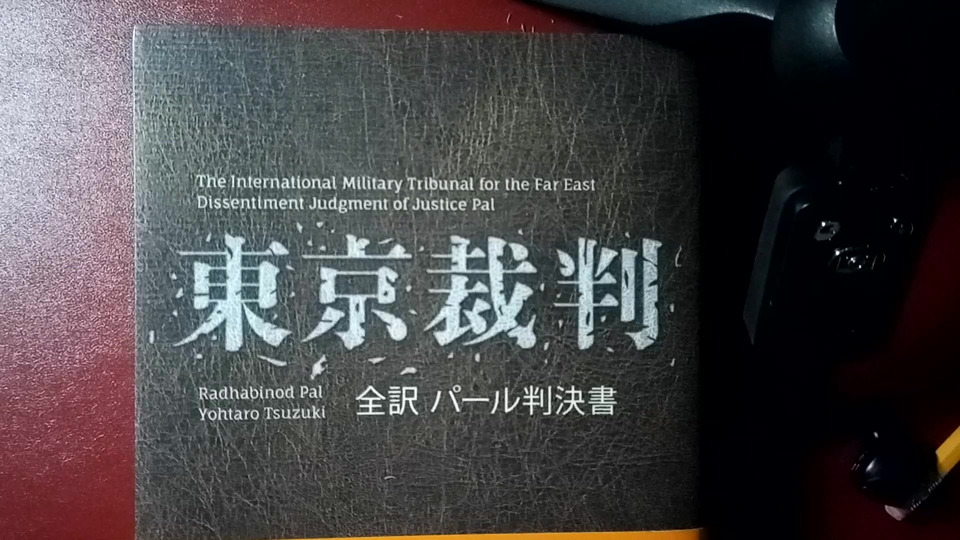 The International Military Tribunal for the Far East
Dissentiment Judgment of Justice Pal
東京裁判
Radhabinod Pal
Yohtaro Tsuzuki
全訳 パール判決書